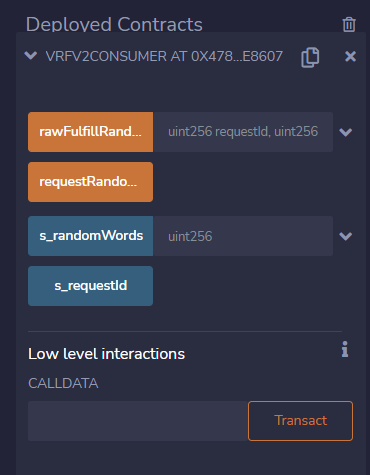 Deployed Contracts
VRFV2CONSUMER AT 0X478...E8607
rawFulfillRand... uint256 requestId, uint256
requestRando...
s_randomWords uint256
s_requestId
Low level interactions
CALLDATA
Transact